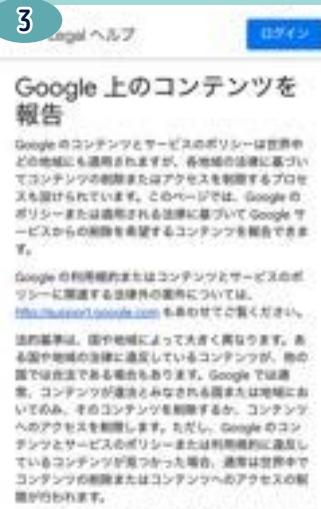 3
Legal ヘルプ
ログイン
Google 上のコンテンツを
報告
Google のコンテンツとサービスのポリシーは世界中
どの地域にも適用されますが、各地域の法律に基づい
てコンテンツの削除またはアクセスを制限するプロセ
スも設けられています。このページでは、Google の
ポリシーまたは適用される法律に基づいて Google サ
ービスからの削除を希望するコンテンツを報告できま
す。
Google の利用規約またはコンテンツとサービスのポ
リシーに関連する法律外の案件については、
http://support.google.com もあわせてご覧ください。
法的基準は、国や地域によって大きく異なります。あ
る国や地域の法律に違反しているコンテンツが、他の
国では合法である場合もあります。Google では通
常、コンテンツが違法とみなされる国または地域にお
いてのみ、そのコンテンツを削除するか、コンテンツ
へのアクセスを制限します。ただし、Google のコン
テンツとサービスのポリシーまたは利用規約に違反し
ているコンテンツが見つかった場合、通常は世界中で
コンテンツの削除またはコンテンツへのアクセスの制
限が行われます。